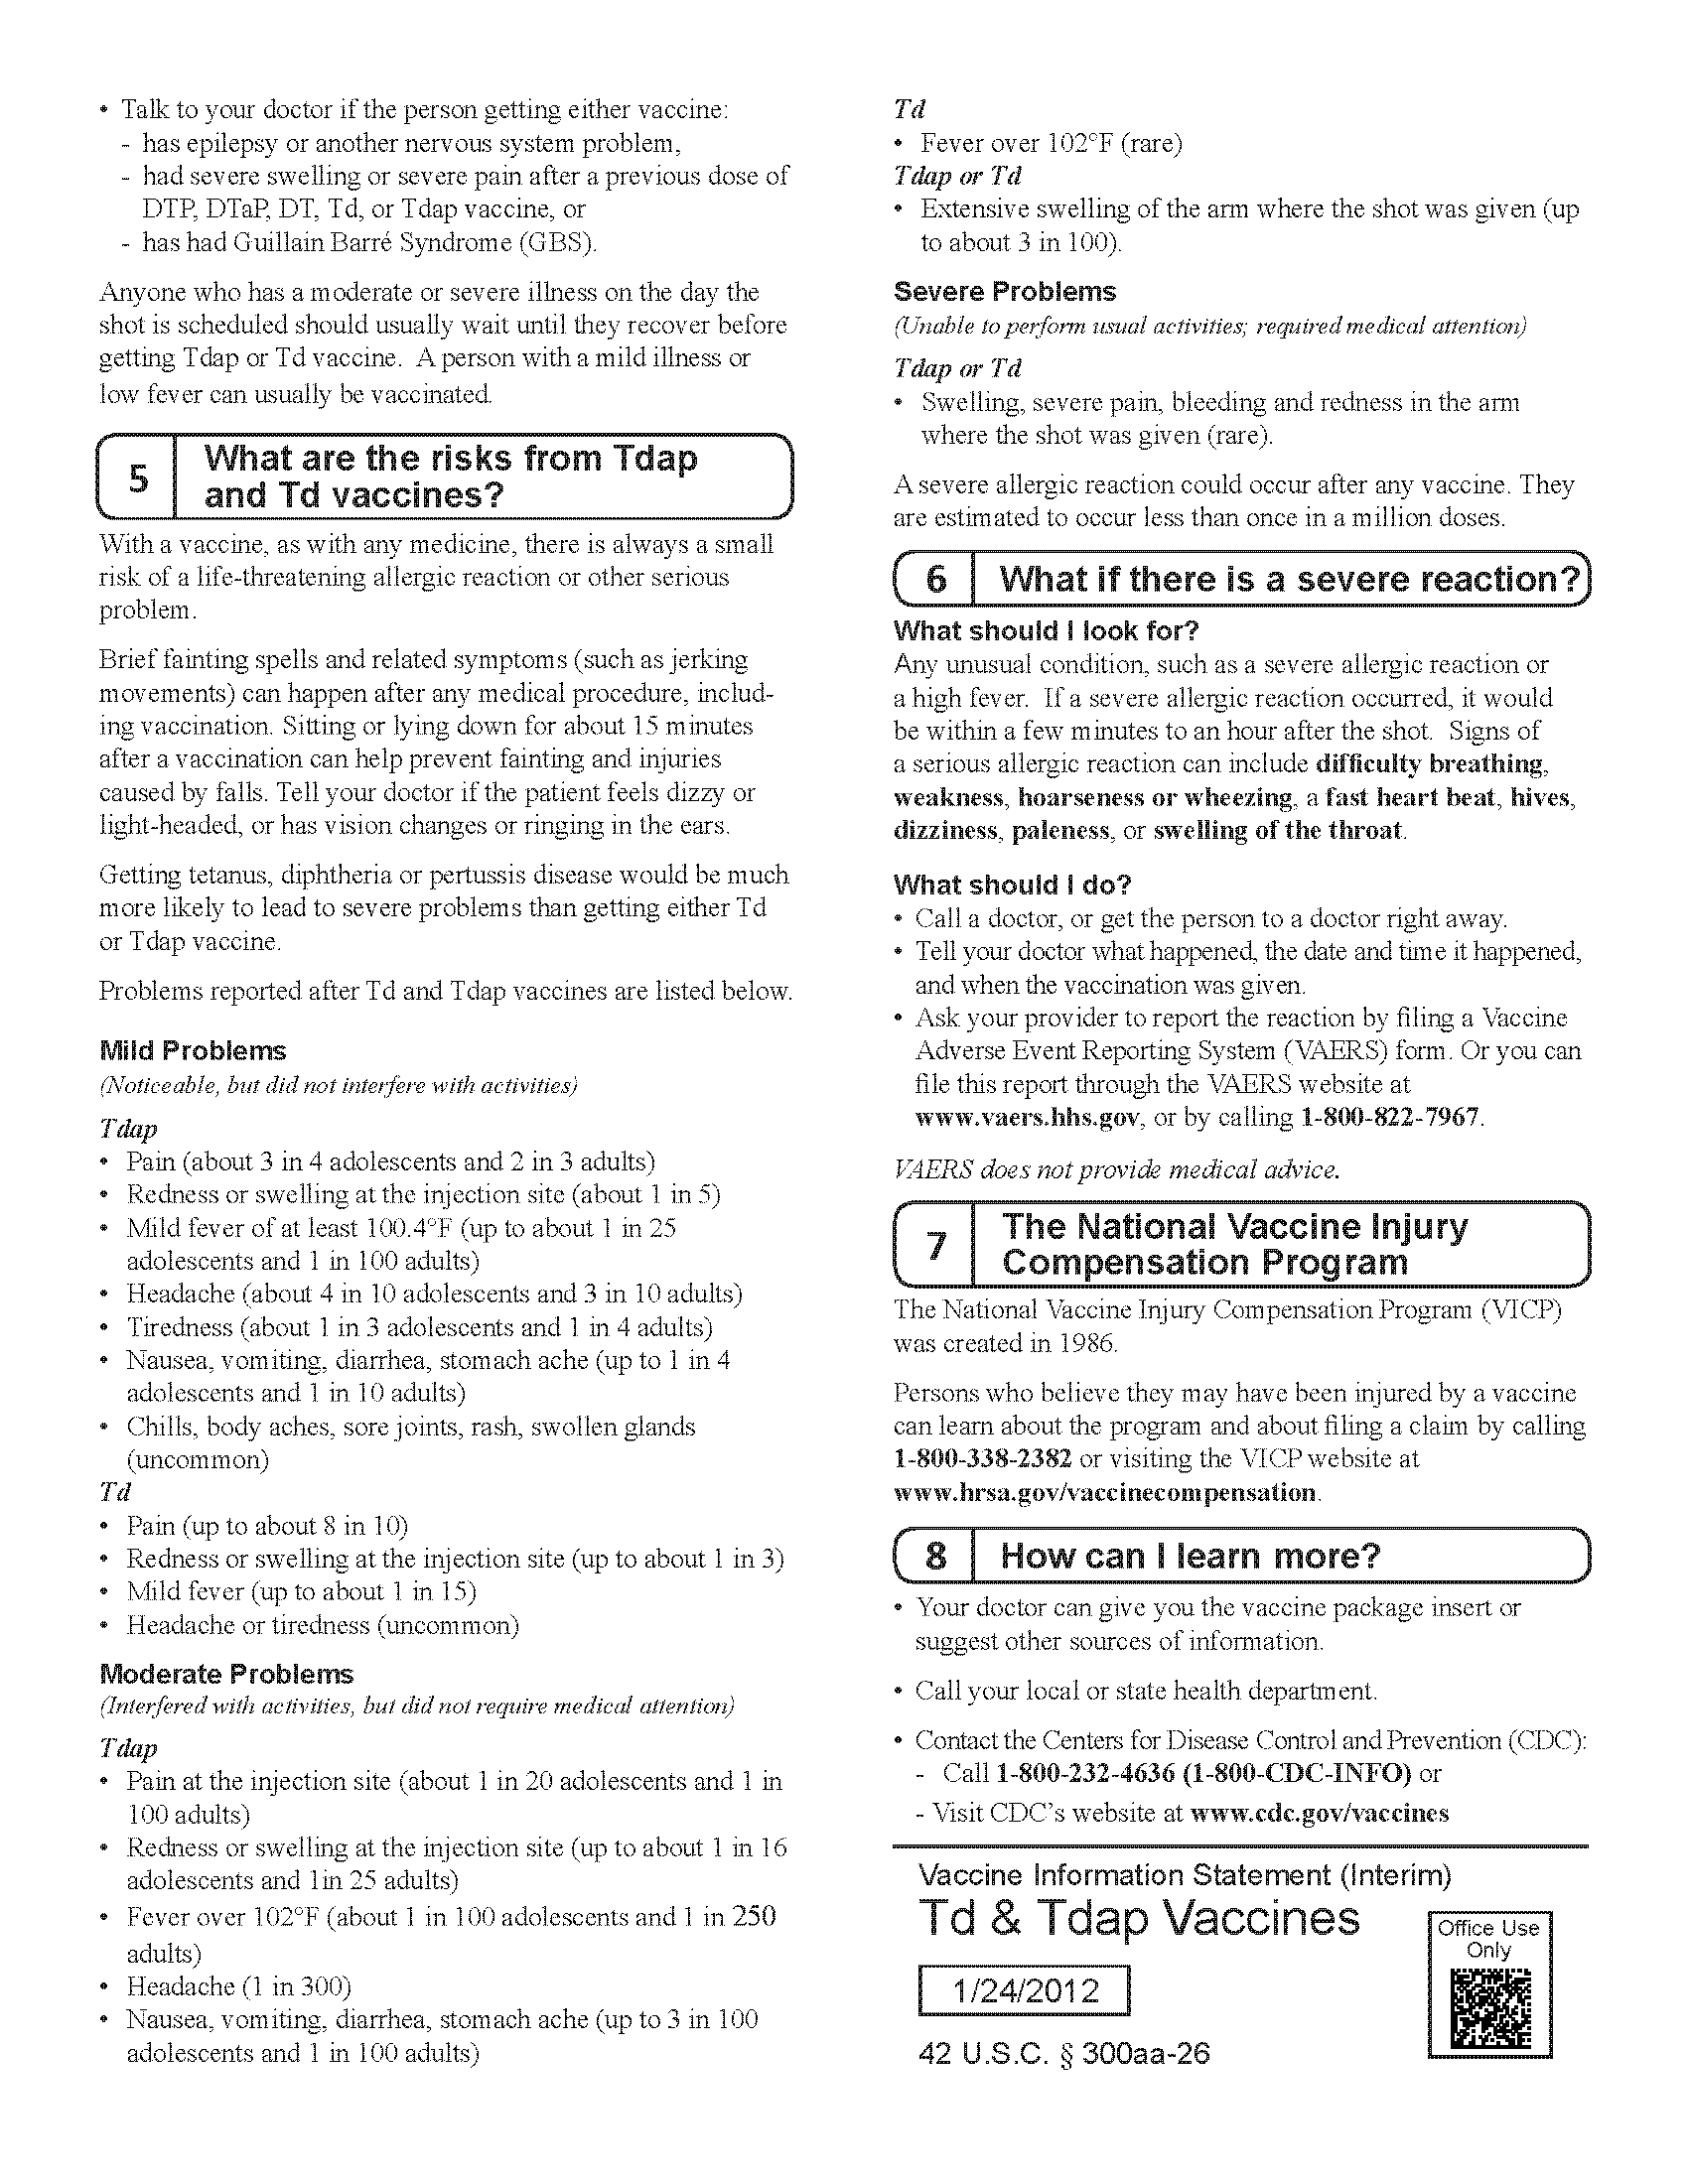 • Talk to your doctor if the person getting either vaccine:
- has epilepsy or another nervous system problem,
- had severe swelling or severe pain after a previous dose of
DTP, DTaP, DT, Td, or Tdap vaccine, or
- has had Guillain Barré Syndrome (GBS).
Anyone who has a moderate or severe illness on the day the
shot is scheduled should usually wait until they recover before
getting Tdap or Td vaccine. A person with a mild illness or
low fever can usually be vaccinated.
5 What are the risks from Tdap
and Td vaccines?
With a vaccine, as with any medicine, there is always a small
risk of a life-threatening allergic reaction or other serious
problem.
Brief fainting spells and related symptoms (such as jerking
movements) can happen after any medical procedure, includ-
ing vaccination. Sitting or lying down for about 15 minutes
after a vaccination can help prevent fainting and injuries
caused by falls. Tell your doctor if the patient feels dizzy or
light-headed, or has vision changes or ringing in the ears.
Getting tetanus, diphtheria or pertussis disease would be much
more likely to lead to severe problems than getting either Td
or Tdap vaccine.
Problems reported after Td and Tdap vaccines are listed below.
Mild Problems
(Noticeable, but did not interfere with activities)
Tdap
• Pain (about 3 in 4 adolescents and 2 in 3 adults)
• Redness or swelling at the injection site (about 1 in 5)
• Mild fever of at least 100.4°F (up to about 1 in 25
adolescents and 1 in 100 adults)
• Headache (about 4 in 10 adolescents and 3 in 10 adults)
• Tiredness (about 1 in 3 adolescents and 1 in 4 adults)
• Nausea, vomiting, diarrhea, stomach ache (up to 1 in 4
adolescents and 1 in 10 adults)
• Chills, body aches, sore joints, rash, swollen glands
(uncommon)
Td
• Pain (up to about 8 in 10)
• Redness or swelling at the injection site (up to about 1 in 3)
• Mild fever (up to about 1 in 15)
• Headache or tiredness (uncommon)
Moderate Problems
(Interfered with activities, but did not require medical attention)
Tdap
• Pain at the injection site (about 1 in 20 adolescents and 1 in
100 adults)
• Redness or swelling at the injection site (up to about 1 in 16
adolescents and 1in 25 adults)
• Fever over 102°F (about 1 in 100 adolescents and 1 in 250
adults)
• Headache (1 in 300)
• Nausea, vomiting, diarrhea, stomach ache (up to 3 in 100
adolescents and 1 in 100 adults)
Td
• Fever over 102°F (rare)
Tdap or Td
• Extensive swelling of the arm where the shot was given (up
to about 3 in 100).
Severe Problems
(Unable to perform usual activities; required medical attention)
Tdap or Td
• Swelling, severe pain, bleeding and redness in the arm
where the shot was given (rare).
A severe allergic reaction could occur after any vaccine. They
are estimated to occur less than once in a million doses.
6 What if there is a severe reaction?
What should I look for?
Any unusual condition, such as a severe allergic reaction or
a high fever. If a severe allergic reaction occurred, it would
be within a few minutes to an hour after the shot. Signs of
a serious allergic reaction can include difficulty breathing,
weakness, hoarseness or wheezing, a fast heart beat, hives,
dizziness, paleness, or swelling of the throat.
What should I do?
• Call a doctor, or get the person to a doctor right away.
• Tell your doctor what happened, the date and time it happened,
and when the vaccination was given.
• Ask your provider to report the reaction by filing a Vaccine
Adverse Event Reporting System (VAERS) form. Or you can
file this report through the VAERS website at
www.vaers.hhs.gov, or by calling 1-800-822-7967.
VAERS does not provide medical advice.
7 The National Vaccine Injury
Compensation Program
The National Vaccine Injury Compensation Program (VICP)
was created in 1986.
Persons who believe they may have been injured by a vaccine
can learn about the program and about filing a claim by calling
1-800-338-2382 or visiting the VICP website at
www.hrsa.gov/vaccinecompensation.
8 How can I learn more?
• Your doctor can give you the vaccine package insert or
suggest other sources of information.
• Call your local or state health department.
• Contact the Centers for Disease Control and Prevention (CDC):
- Call 1-800-232-4636 (1-800-CDC-INFO) or
- Visit CDC's website at www.cdc.gov/vaccines
Vaccine Information Statement (Interim)
Td & Tdap Vaccines
1/24/2012
42 U.S.C. § 300aa-26
Office Use
Only